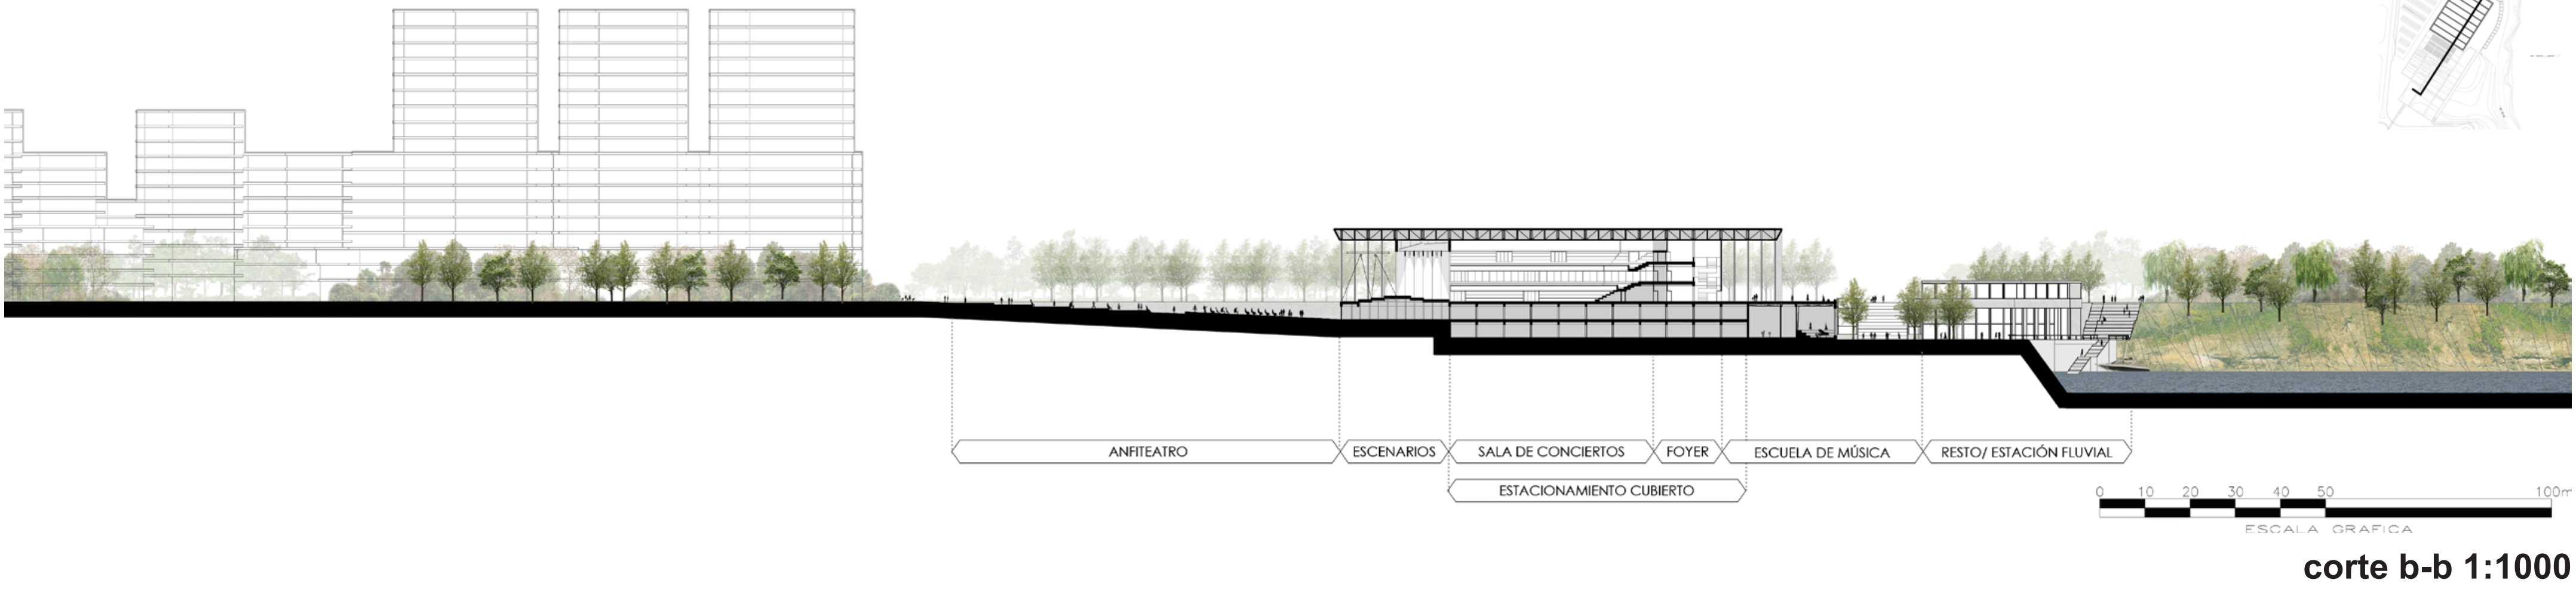 ANFITEATRO ESCENARIOS SALA DE CONCIERTOS FOYER ESCUELA DE MÚSICA RESTO/ ESTACIÓN FLUVIAL
ESTACIONAMIENTO CUBIERTO
0 10 20 30 40 50 100m
ESCALA GRAFICA
corte b-b 1:1000